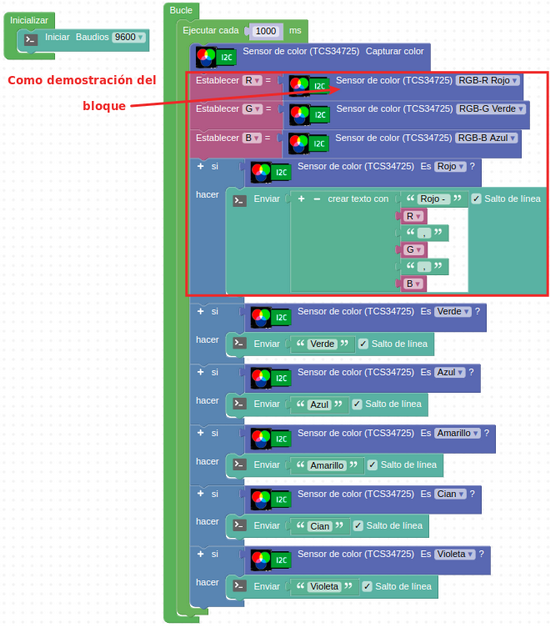 Inicializar
Iniciar Baudios 9600
Bucle
Ejecutar cada 1000 ms
I2C Sensor de color (TCS34725) Capturar color
Como demostración del
bloque
Establecer R = I2C Sensor de color (TCS34725) RGB-R Rojo
Establecer G = I2C Sensor de color (TCS34725) RGB-G Verde
Establecer B = I2C Sensor de color (TCS34725) RGB-B Azul
+ si I2C Sensor de color (TCS34725) Es Rojo ?
hacer Enviar + − crear texto con “ Rojo - ” Salto de línea
R
“ , ”
G
“ , ”
B
+ si I2C Sensor de color (TCS34725) Es Verde ?
hacer Enviar “ Verde ” Salto de línea
+ si I2C Sensor de color (TCS34725) Es Azul ?
hacer Enviar “ Azul ” Salto de línea
+ si I2C Sensor de color (TCS34725) Es Amarillo ?
hacer Enviar “ Amarillo ” Salto de línea
+ si I2C Sensor de color (TCS34725) Es Cian ?
hacer Enviar “ Cian ” Salto de línea
+ si I2C Sensor de color (TCS34725) Es Violeta ?
hacer Enviar “ Violeta ” Salto de línea